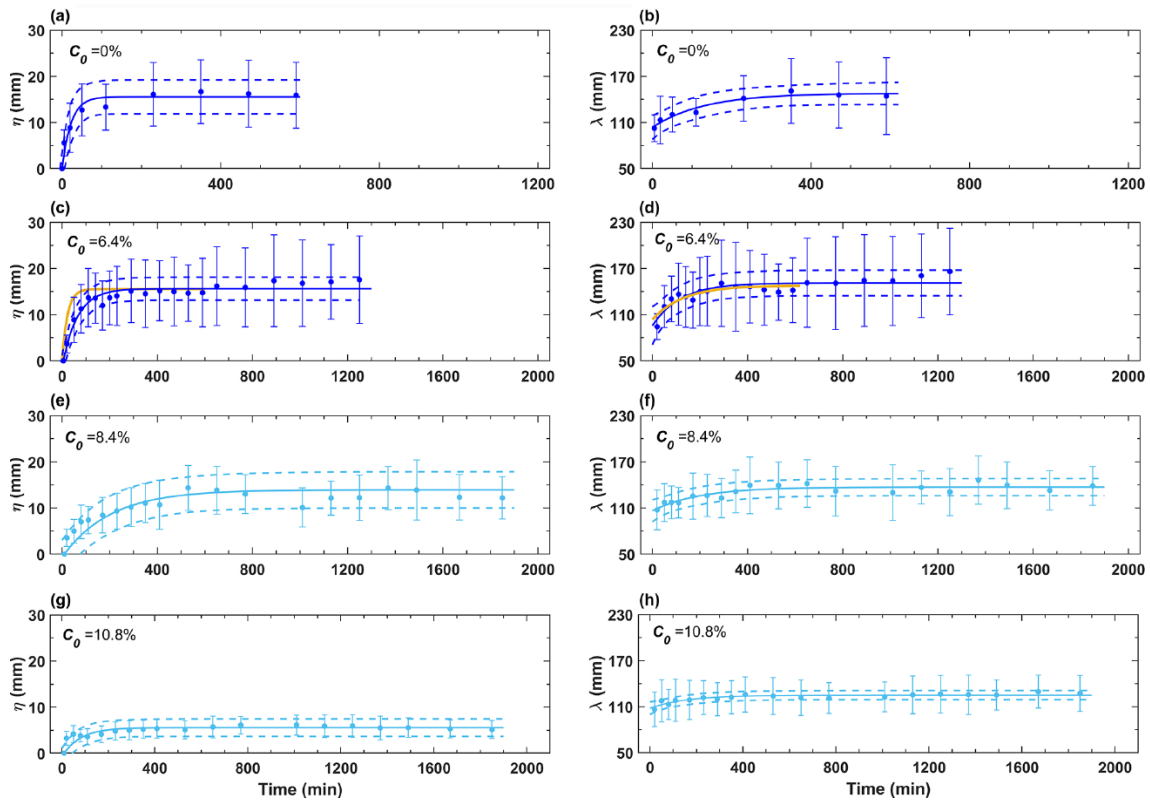 (a)
30
20
10
0
η (mm)
C0 =0%
0
400
800
1200
(b)
230
170
110
50
λ (mm)
C0 =0%
0
400
800
1200
(c)
30
20
10
0
η (mm)
C0 =6.4%
0
400
800
1200
1600
2000
(d)
230
170
110
50
λ (mm)
C0 =6.4%
0
400
800
1200
1600
2000
(e)
30
20
10
0
η (mm)
C0 =8.4%
0
400
800
1200
1600
2000
(f)
230
170
110
50
λ (mm)
C0 =8.4%
0
400
800
1200
1600
2000
(g)
30
20
10
0
η (mm)
C0 =10.8%
0
400
800
1200
1600
2000
Time (min)
(h)
230
170
110
50
λ (mm)
C0 =10.8%
0
400
800
1200
1600
2000
Time (min)